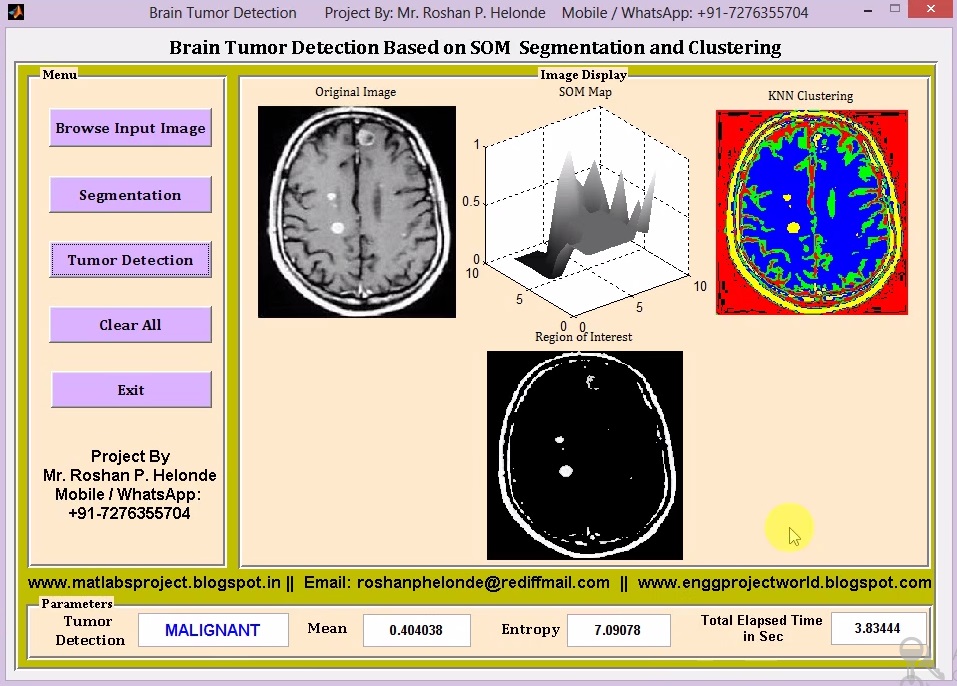 Brain Tumor Detection Project By: Mr. Roshan P. Helonde Mobile / WhatsApp: +91-7276355704
Brain Tumor Detection Based on SOM Segmentation and Clustering
Menu
Browse Input Image
Segmentation
Tumor Detection
Clear All
Exit
Project By
Mr. Roshan P. Helonde
Mobile / WhatsApp:
+91-7276355704
Image Display
Original Image
SOM Map
KNN Clustering
1
0.5
0
10
5
0
0
5
10
Region of Interest
www.matlabsproject.blogspot.in || Email: roshanphelonde@rediffmail.com || www.enggprojectworld.blogspot.com
Parameters
Tumor
Detection
MALIGNANT
Mean
0.404038
Entropy
7.09078
Total Elapsed Time
in Sec
3.83444